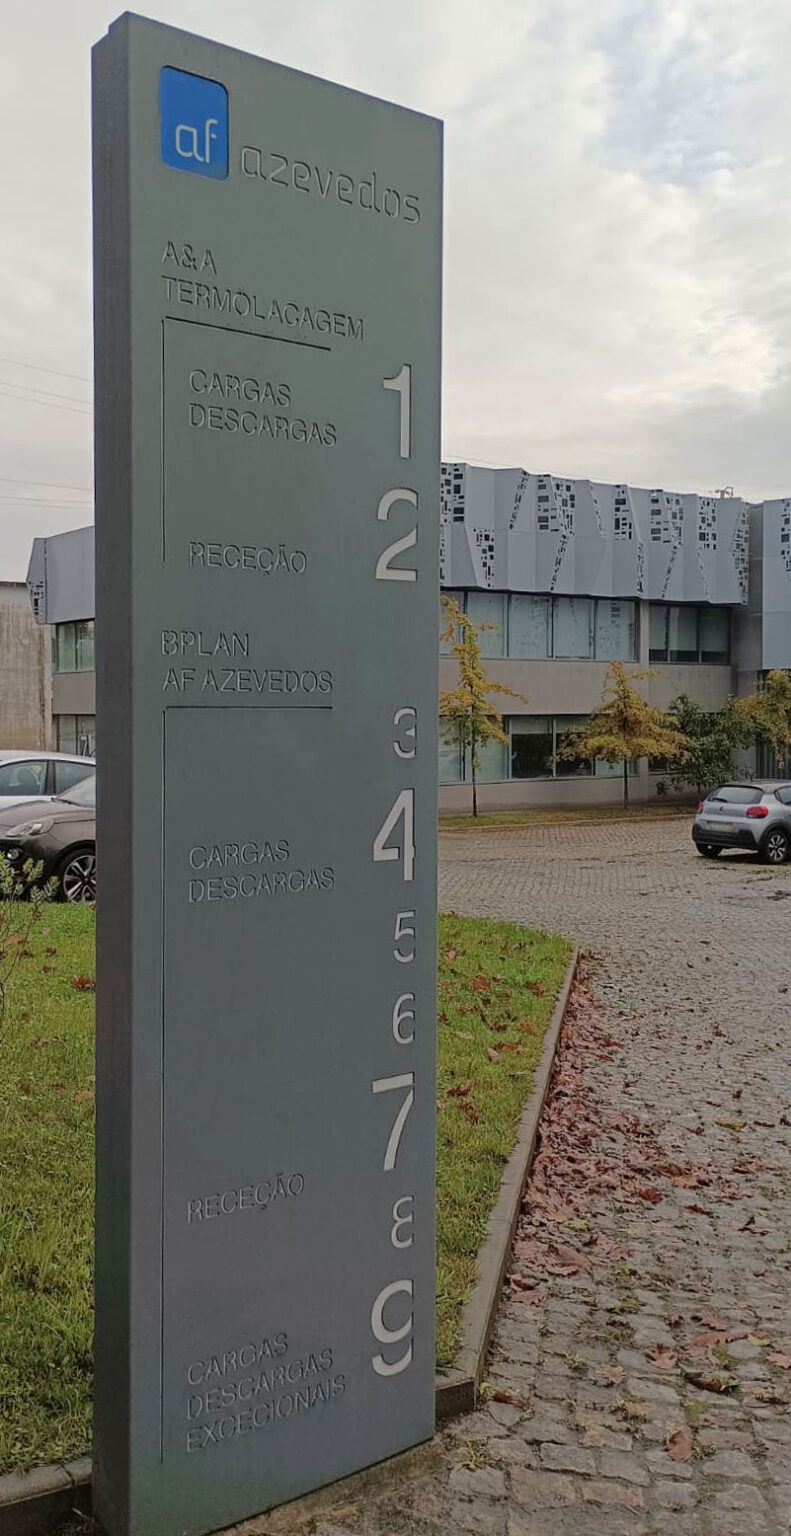 af azevedos
A&A
TERMOLACAGEM
CARGAS
DESCARGAS 1
RECEÇÃO 2
BPLAN
AF AZEVEDOS
3
CARGAS
DESCARGAS 4
5
6
7
RECEÇÃO
8
9
CARGAS
DESCARGAS
EXCECIONAIS